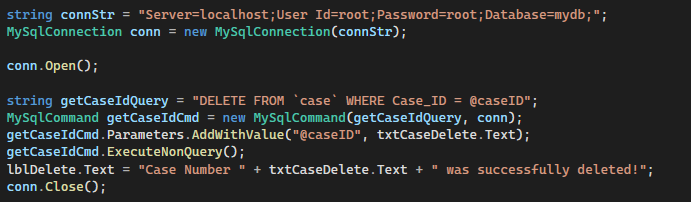 string connStr = "Server=localhost;User Id=root;Password=root;Database=mydb;";
MySqlConnection conn = new MySqlConnection(connStr);
conn.Open();
string getCaseIdQuery = "DELETE FROM `case` WHERE Case_ID = @caseID";
MySqlCommand getCaseIdCmd = new MySqlCommand(getCaseIdQuery, conn);
getCaseIdCmd.Parameters.AddWithValue("@caseID", txtCaseDelete.Text);
getCaseIdCmd.ExecuteNonQuery();
lblDelete.Text = "Case Number " + txtCaseDelete.Text + " was successfully deleted!";
conn.Close();